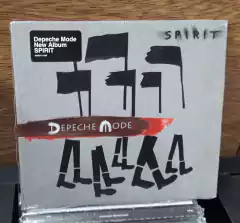 SPIRIT
Depeche Mode
New Album
SPIRIT
DEPECHE MODE